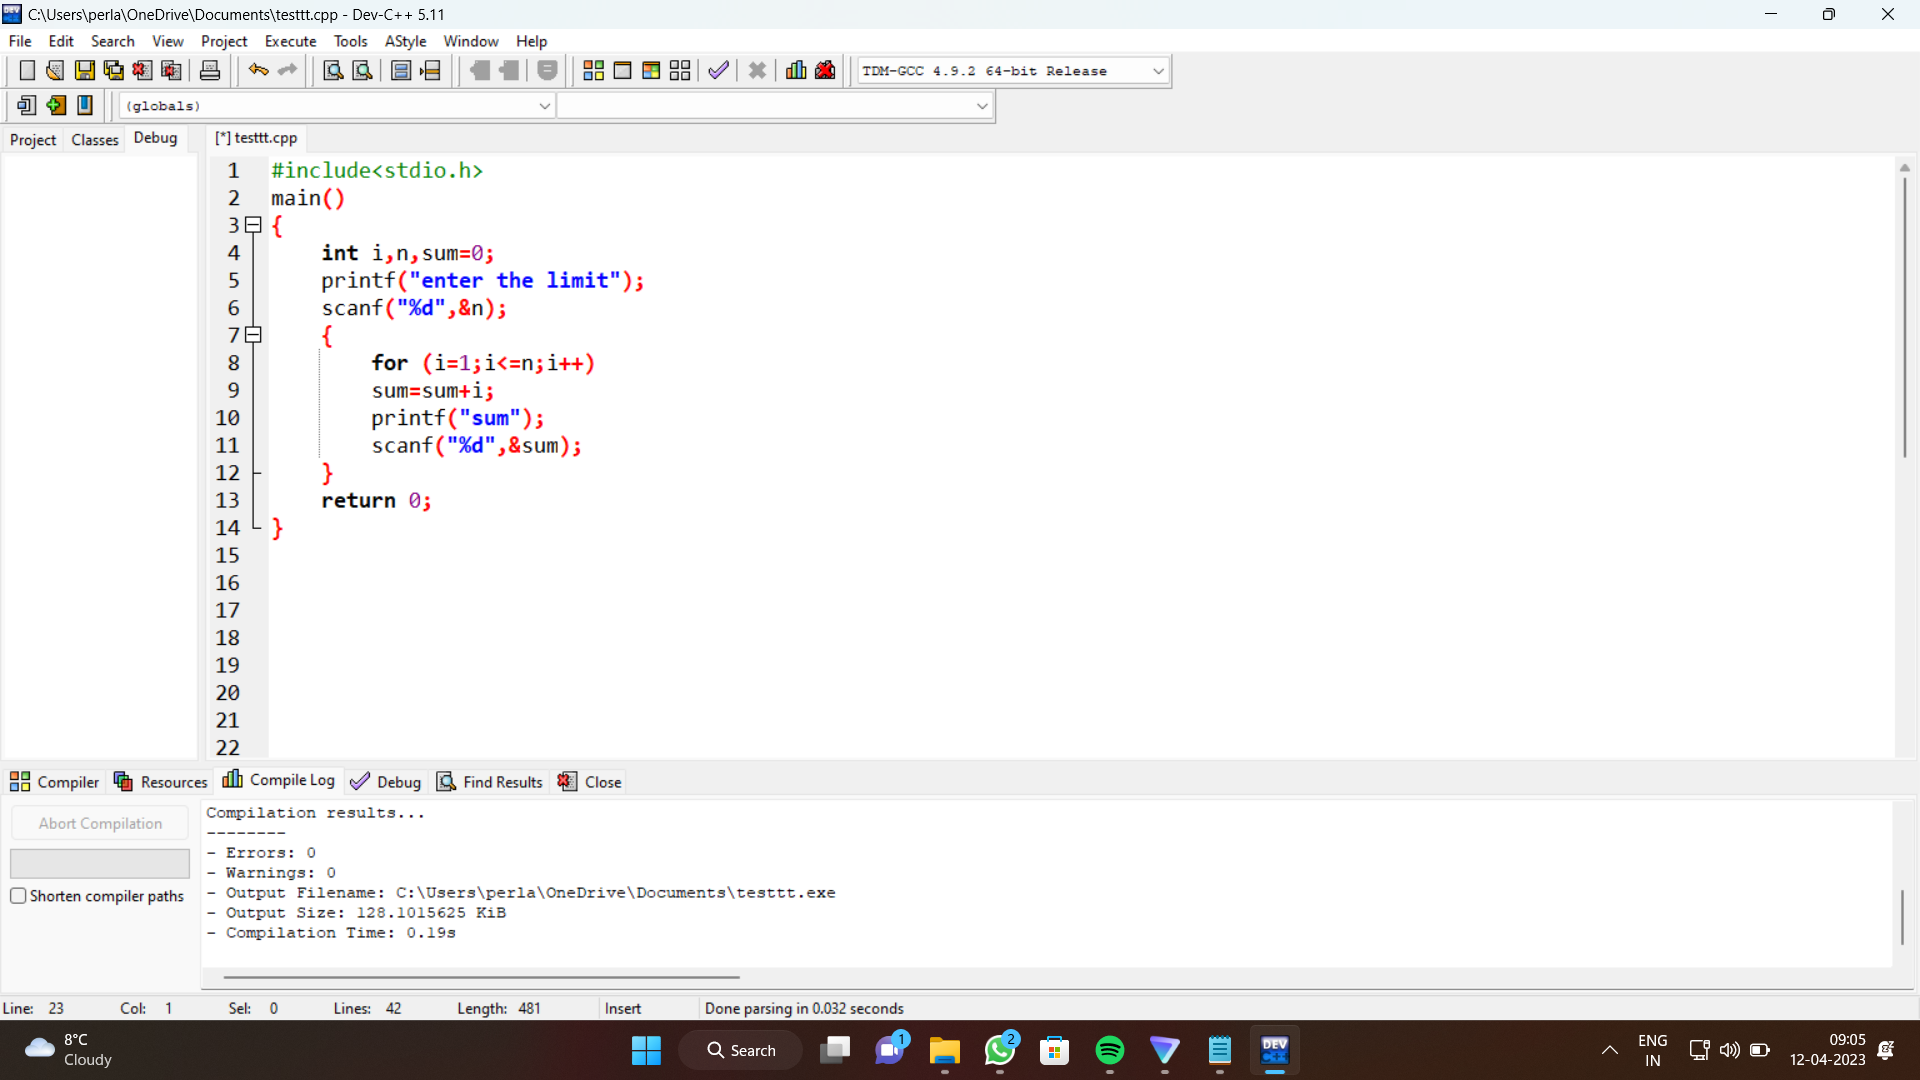 C:\Users\perla\OneDrive\Documents\testtt.cpp - Dev-C++ 5.11
File Edit Search View Project Execute Tools AStyle Window Help
TDM-GCC 4.9.2 64-bit Release
(globals)
Project Classes Debug [*] testtt.cpp
1 #include<stdio.h>
2 main()
3 {
4 int i,n,sum=0;
5 printf("enter the limit");
6 scanf("%d",&n);
7 {
8 for (i=1;i<=n;i++)
9 sum=sum+i;
10 printf("sum");
11 scanf("%d",&sum);
12 }
13 return 0;
14 }
15
16
17
18
19
20
21
22
Compiler Resources Compile Log Debug Find Results Close
Abort Compilation
Shorten compiler paths
Compilation results...
--------
- Errors: 0
- Warnings: 0
- Output Filename: C:\Users\perla\OneDrive\Documents\testtt.exe
- Output Size: 128.1015625 KiB
- Compilation Time: 0.19s
Line: 23 Col: 1 Sel: 0 Lines: 42 Length: 481 Insert Done parsing in 0.032 seconds
8°C
Cloudy
Search
1
2
DEV
C++
ENG
IN
09:05
12-04-2023